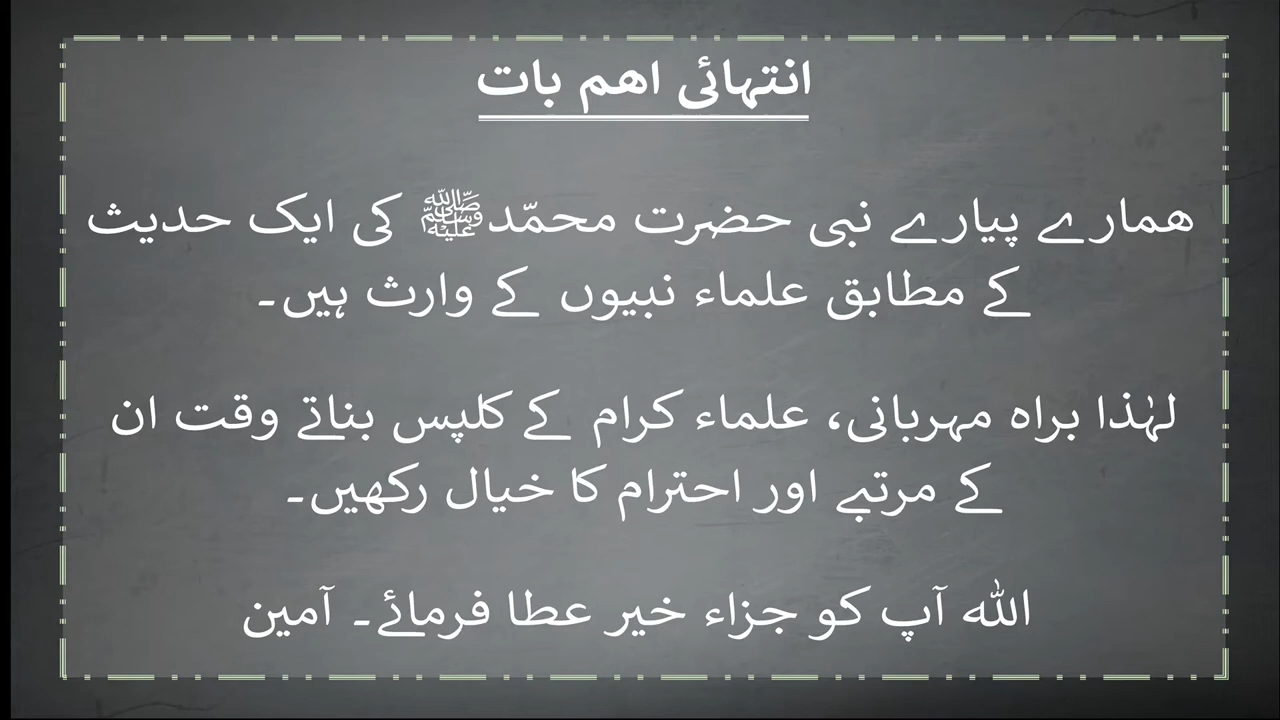 انتہائی اھم بات
ھمارے پیارے نبی حضرت محمّدﷺ کی ایک حدیث
کے مطابق علماء نبیوں کے وارث ہیں۔
لہٰذا براہ مہربانی، علماء کرام کے کلپس بناتے وقت ان
کے مرتبے اور احترام کا خیال رکھیں۔
اللہ آپ کو جزاء خیر عطا فرمائے۔ آمین